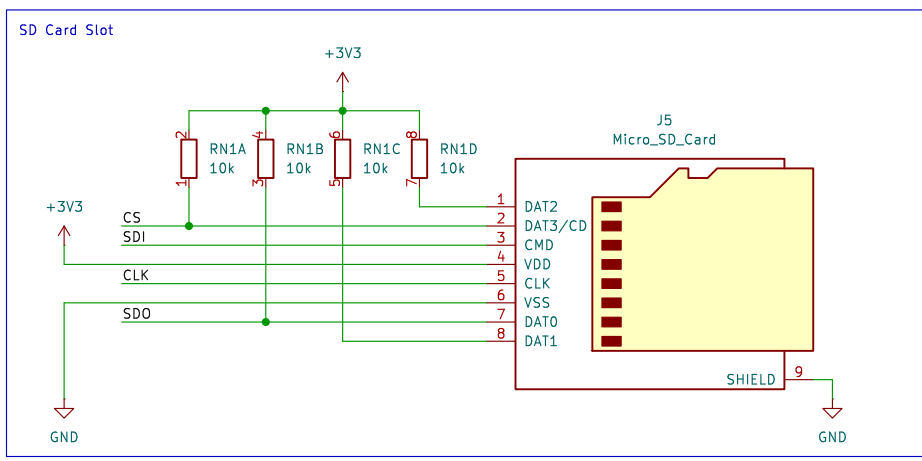 SD Card Slot
+3V3
J5
Micro_SD_Card
2 4 6 8
RN1A RN1B RN1C RN1D
10k 10k 10k 10k
1 3 5 7
+3V3
1 DAT2
CS 2 DAT3/CD
SDI 3 CMD
4 VDD
CLK 5 CLK
6 VSS
SDO 7 DAT0
8 DAT1
SHIELD 9
GND GND